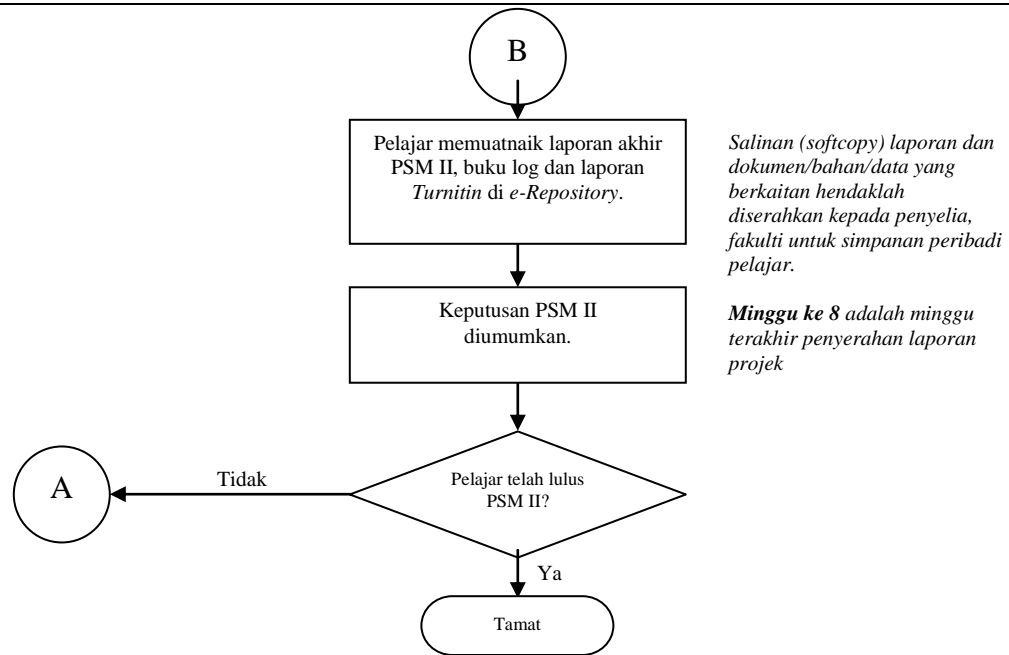 B
Pelajar memuatnaik laporan akhir
PSM II, buku log dan laporan
Turnitin di e-Repository.
Salinan (softcopy) laporan dan
dokumen/bahan/data yang
berkaitan hendaklah
diserahkan kepada penyelia,
fakulti untuk simpanan peribadi
pelajar.
Keputusan PSM II
diumumkan.
Minggu ke 8 adalah minggu
terakhir penyerahan laporan
projek
Pelajar telah lulus
PSM II?
Tidak
A
Ya
Tamat